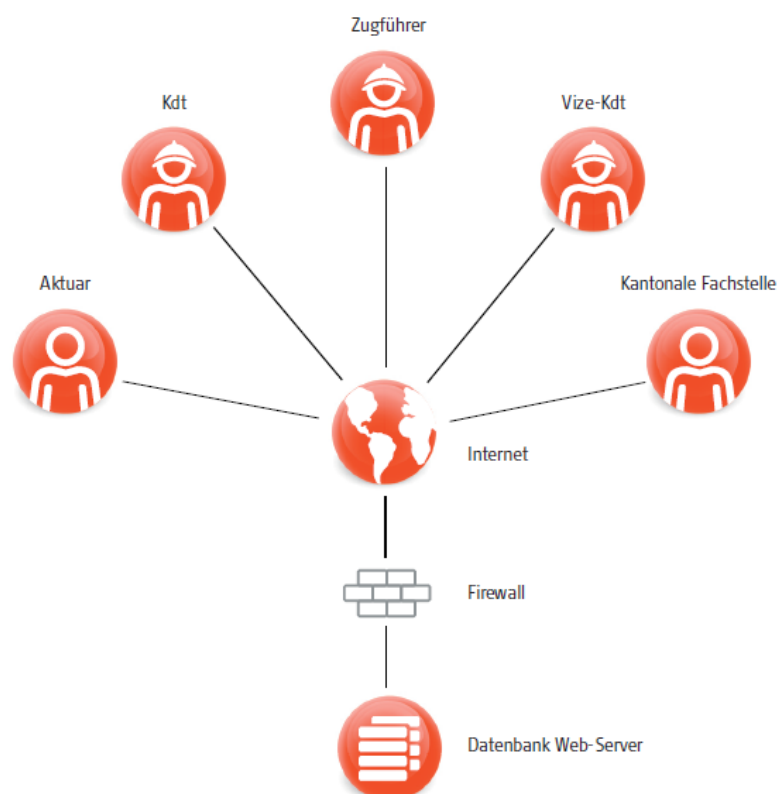 Zugführer
Kdt
Vize-Kdt
Aktuar
Kantonale Fachstelle
Internet
Firewall
Datenbank Web-Server